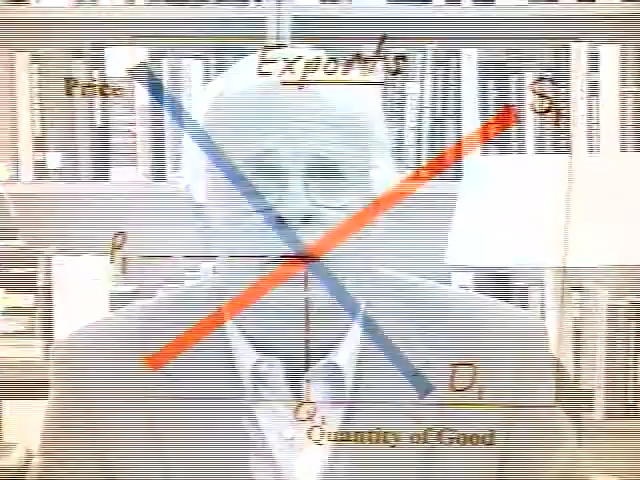 Exports
Price
S₁
P₁
D₁
Q₁
Quantity of Good